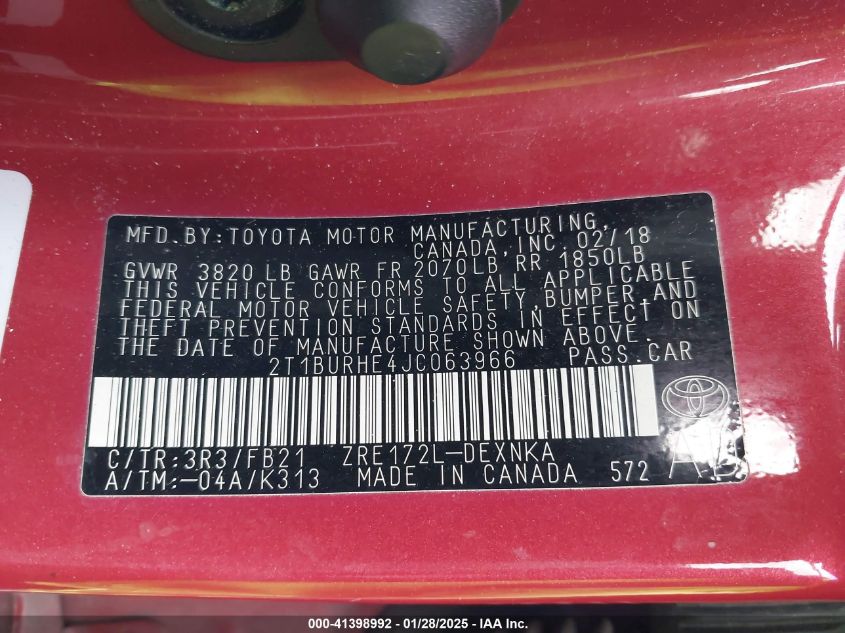 MFD.BY:TOYOTA MOTOR MANUFACTURING,
CANADA,INC. 02/18
GVWR 3820 LB GAWR FR 2070LB RR 1850LB
THIS VEHICLE CONFORMS TO ALL APPLICABLE
FEDERAL MOTOR VEHICLE SAFETY,BUMPER,AND
THEFT PREVENTION STANDARDS IN EFFECT ON
THE DATE OF MANUFACTURE SHOWN ABOVE.
2T1BURHE4JC063966 PASS.CAR
C/TR:3R3/FB21 ZRE172L-DEXNKA
A/TM:-04A/K313 MADE IN CANADA 572
000-41398992 — 01/28/2025 — IAA Inc.